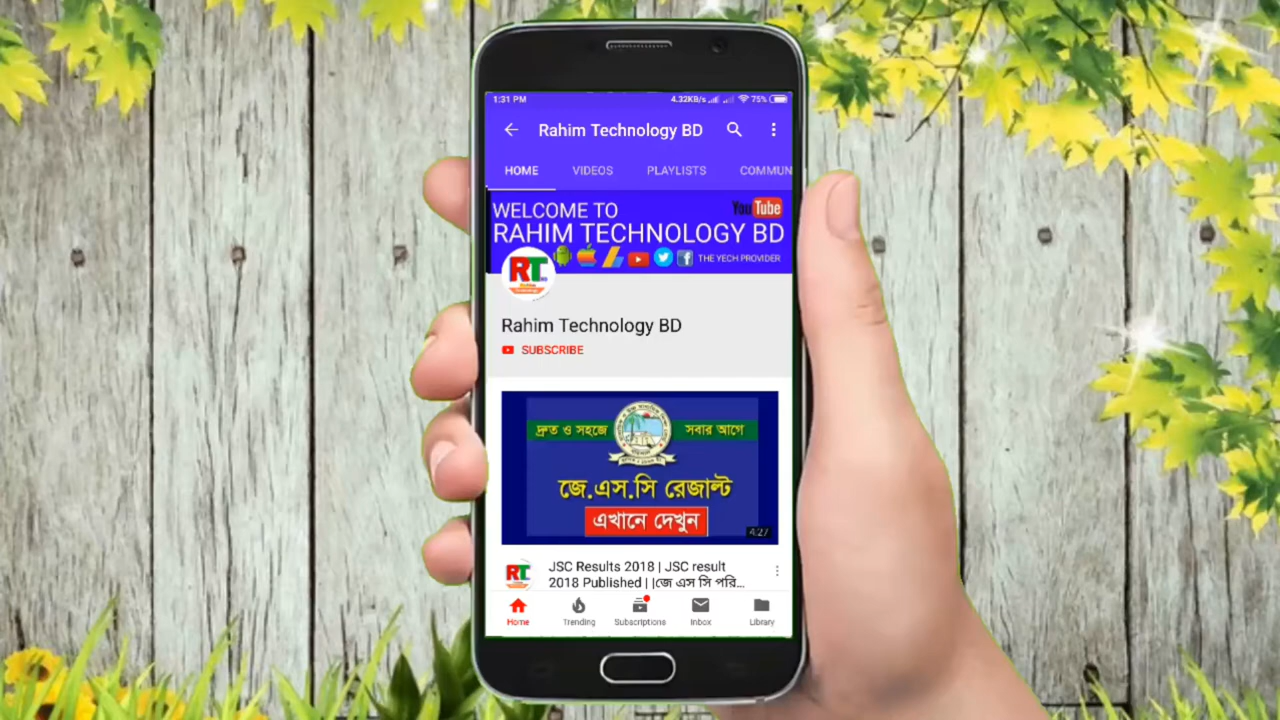 1:31 PM 4.32KB/s 75%
Rahim Technology BD
HOME VIDEOS PLAYLISTS COMMUN
YouTube
WELCOME TO
RAHIM TECHNOLOGY BD
THE YECH PROVIDER
RT
Rahim Technology BD
SUBSCRIBE
দ্রুত ও সহজে সবার আগে
জে.এস.সি রেজাল্ট
এখানে দেখুন
4:27
RT
JSC Results 2018 | JSC result
2018 Published | |জে এস সি পরি...
Home Trending Subscriptions Inbox Library